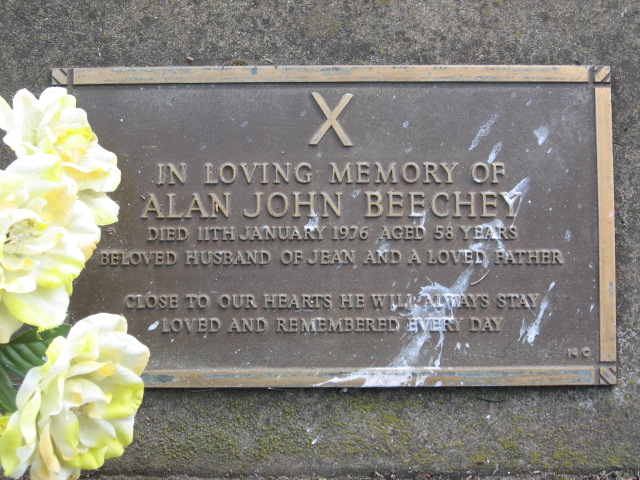 X
IN LOVING MEMORY OF
ALAN JOHN BEECHEY
DIED 11TH JANUARY 1976 AGED 58 YEARS
BELOVED HUSBAND OF JEAN AND A LOVED FATHER
CLOSE TO OUR HEARTS HE WILL ALWAYS STAY
LOVED AND REMEMBERED EVERY DAY